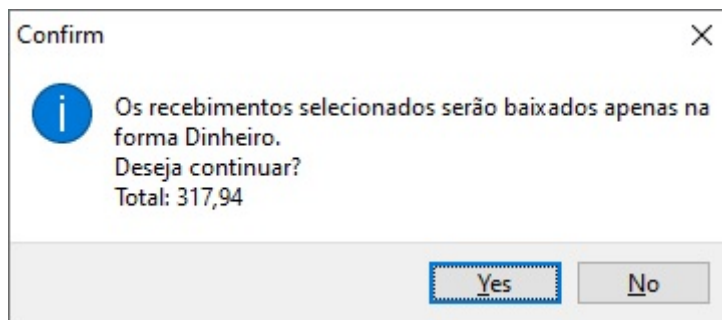 Confirm
Os recebimentos selecionados serão baixados apenas na
forma Dinheiro.
Deseja continuar?
Total: 317,94
Yes
No